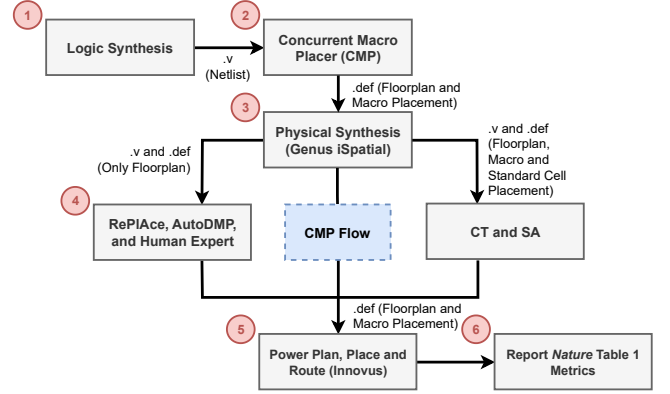 1
Logic Synthesis
.v
(Netlist)
2
Concurrent Macro
Placer (CMP)
.def (Floorplan and
Macro Placement)
3
Physical Synthesis
(Genus iSpatial)
.v and .def
(Only Floorplan)
.v and .def
(Floorplan,
Macro and
Standard Cell
Placement)
4
RePlAce, AutoDMP,
and Human Expert
CMP Flow
CT and SA
.def (Floorplan and
Macro Placement)
5
Power Plan, Place and
Route (Innovus)
6
Report Nature Table 1
Metrics